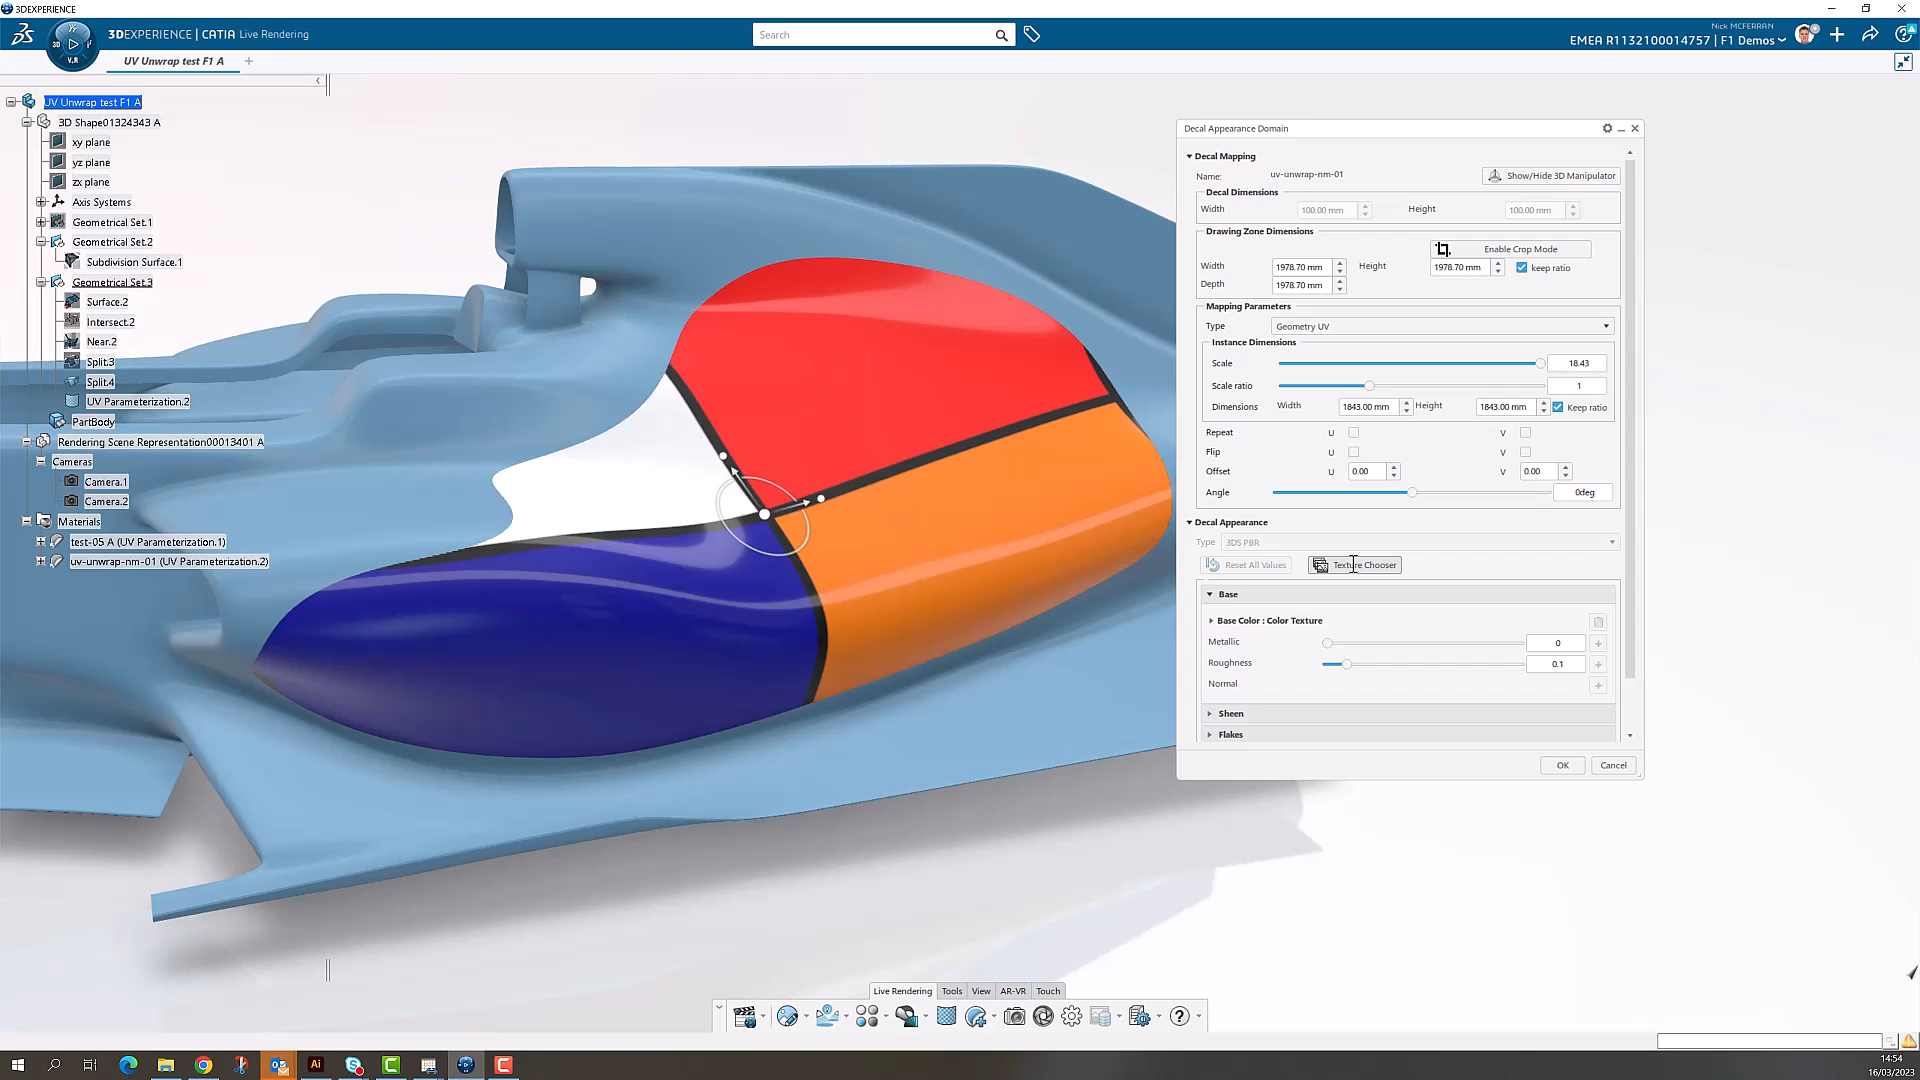 3DEXPERIENCE
3DEXPERIENCE | CATIA Live Rendering
3D
V.R
Search
Nick MCFERRAN
EMEA R1132100014757 | F1 Demos
UV Unwrap test F1 A
UV Unwrap test F1 A
3D Shape01324343 A
xy plane
yz plane
zx plane
Axis Systems
Geometrical Set.1
Geometrical Set.2
Subdivision Surface.1
Geometrical Set.3
Surface.2
Intersect.2
Near.2
Split.3
Split.4
UV Parameterization.2
PartBody
Rendering Scene Representation00013401 A
Cameras
Camera.1
Camera.2
Materials
test-05 A (UV Parameterization.1)
uv-unwrap-nm-01 (UV Parameterization.2)
Decal Appearance Domain
Decal Mapping
Name: uv-unwrap-nm-01 Show/Hide 3D Manipulator
Decal Dimensions
Width 100.00 mm Height 100.00 mm
Drawing Zone Dimensions
Enable Crop Mode
Width 1978.70 mm Height 1978.70 mm keep ratio
Depth 1978.70 mm
Mapping Parameters
Type Geometry UV
Instance Dimensions
Scale 18.43
Scale ratio 1
Dimensions Width 1843.00 mm Height 1843.00 mm Keep ratio
Repeat U V
Flip U V
Offset U 0.00 V 0.00
Angle 0deg
Decal Appearance
Type 3DS PBR
Reset All Values Texture Chooser
Base
Base Color : Color Texture
Metallic 0
Roughness 0.1
Normal
Sheen
Flakes
OK Cancel
Live Rendering Tools View AR-VR Touch
Ai
14:54
16/03/2023